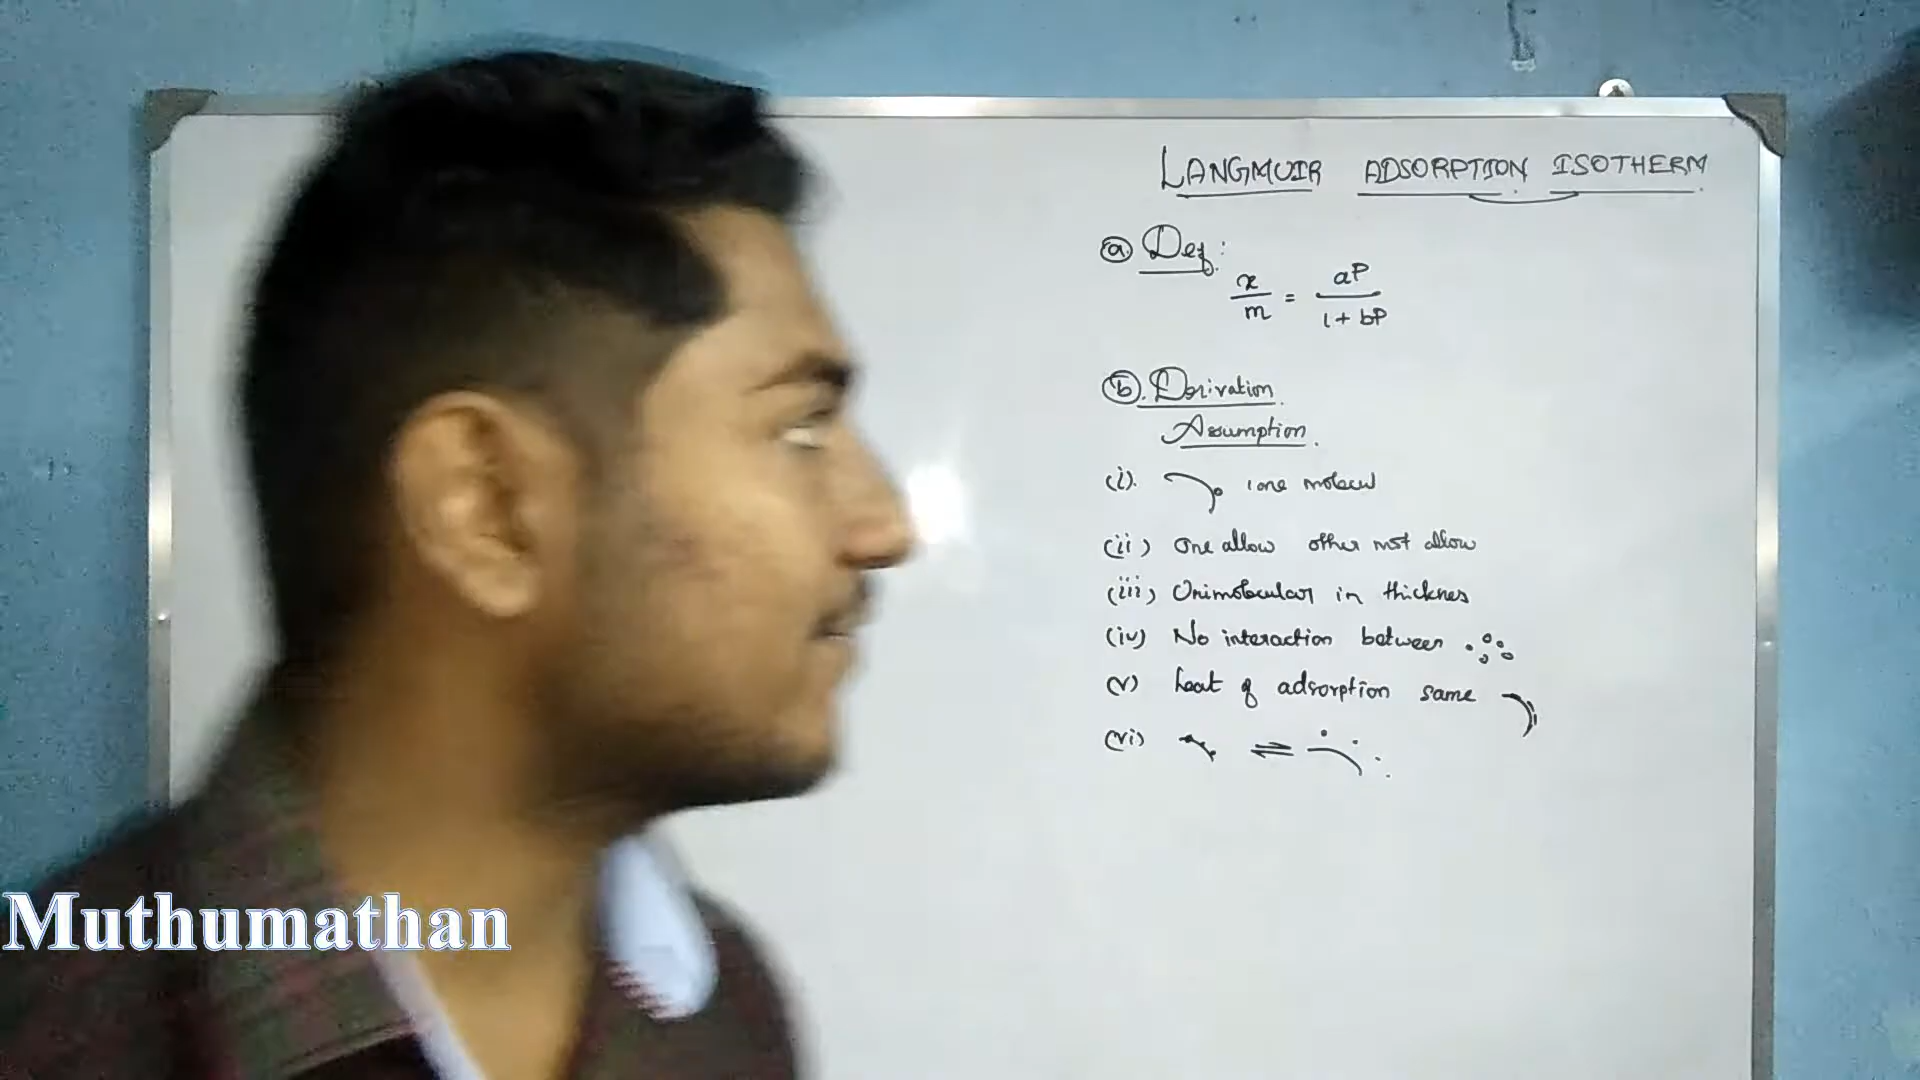 LANGMUIR ADSORPTION ISOTHERM
(a) Def:
x/m = aP/1+bP
(b). Derivation
Assumption.
(i). 1 one molecul
(ii) One allow other not allow
(iii) Unimolecular in thicknes
(iv) No interaction between
(v) heat of adsorption same
(vi) ⇌
Muthumathan